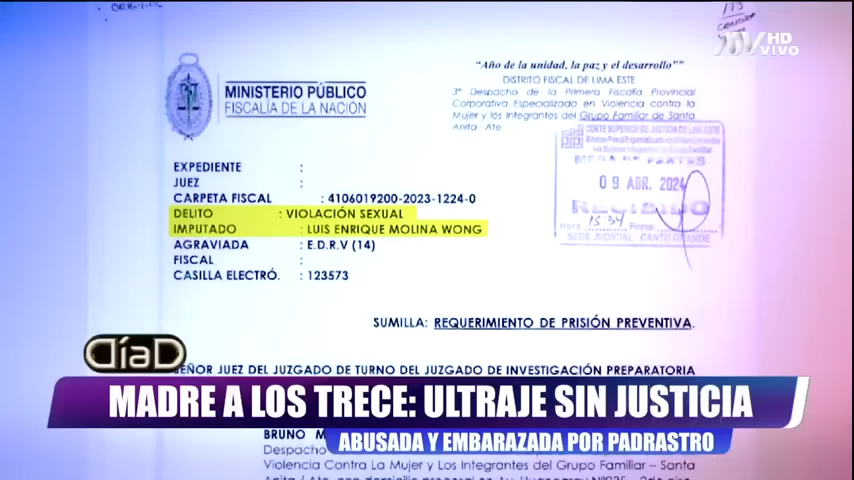 ATV HD
VIVO
MINISTERIO PÚBLICO
FISCALÍA DE LA NACIÓN
"Año de la unidad, la paz y el desarrollo""
DISTRITO FISCAL DE LIMA ESTE
3° Despacho de la Primera Fiscalía Provincial
Corporativa Especializada en Violencia contra la
Mujer y los Integrantes del Grupo Familiar de Santa
Anita - Ate
CORTE SUPERIOR DE JUSTICIA DE LIMA ESTE
MESA DE PARTES
09 ABR. 2024
RECIBIDO
Hora: 15:34 Firma:
SEDE JUDICIAL CANTO GRANDE
EXPEDIENTE :
JUEZ :
CARPETA FISCAL : 4106019200-2023-1224-0
DELITO : VIOLACIÓN SEXUAL
IMPUTADO : LUIS ENRIQUE MOLINA WONG
AGRAVIADA : E.D.R.V (14)
FISCAL :
CASILLA ELECTRÓ. : 123573
SUMILLA: REQUERIMIENTO DE PRISIÓN PREVENTIVA.
DíaD
SEÑOR JUEZ DEL JUZGADO DE TURNO DEL JUZGADO DE INVESTIGACIÓN PREPARATORIA
MADRE A LOS TRECE: ULTRAJE SIN JUSTICIA
BRUNO
ABUSADA Y EMBARAZADA POR PADRASTRO
Despacho
Violencia Contra La Mujer y Los Integrantes del Grupo Familiar – Santa